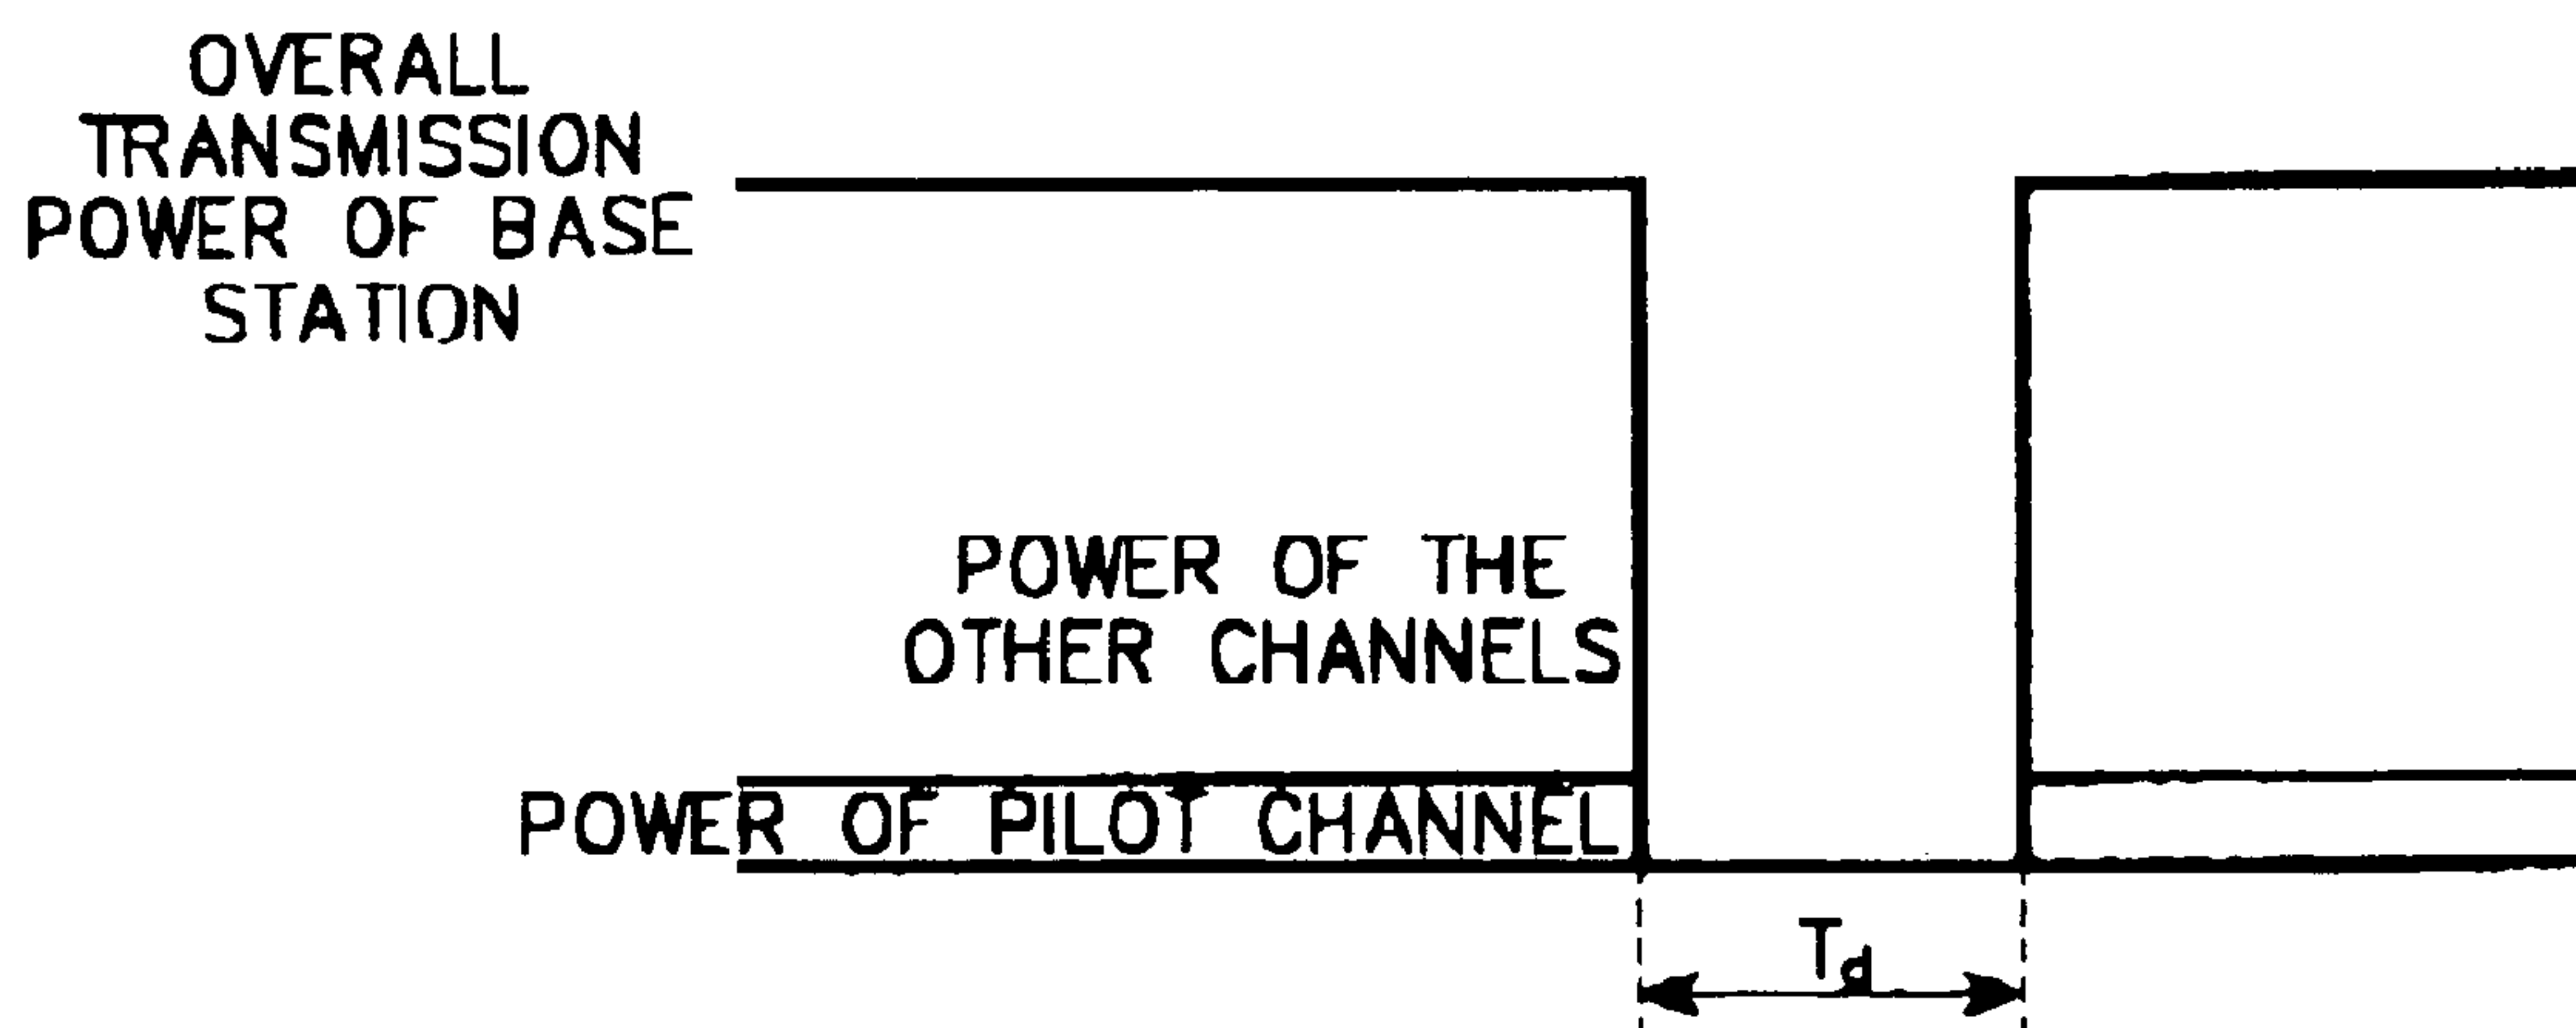 OVERALL
TRANSMISSION
POWER OF BASE
STATION
POWER OF THE
OTHER CHANNELS
POWER OF PILOT CHANNEL
Td